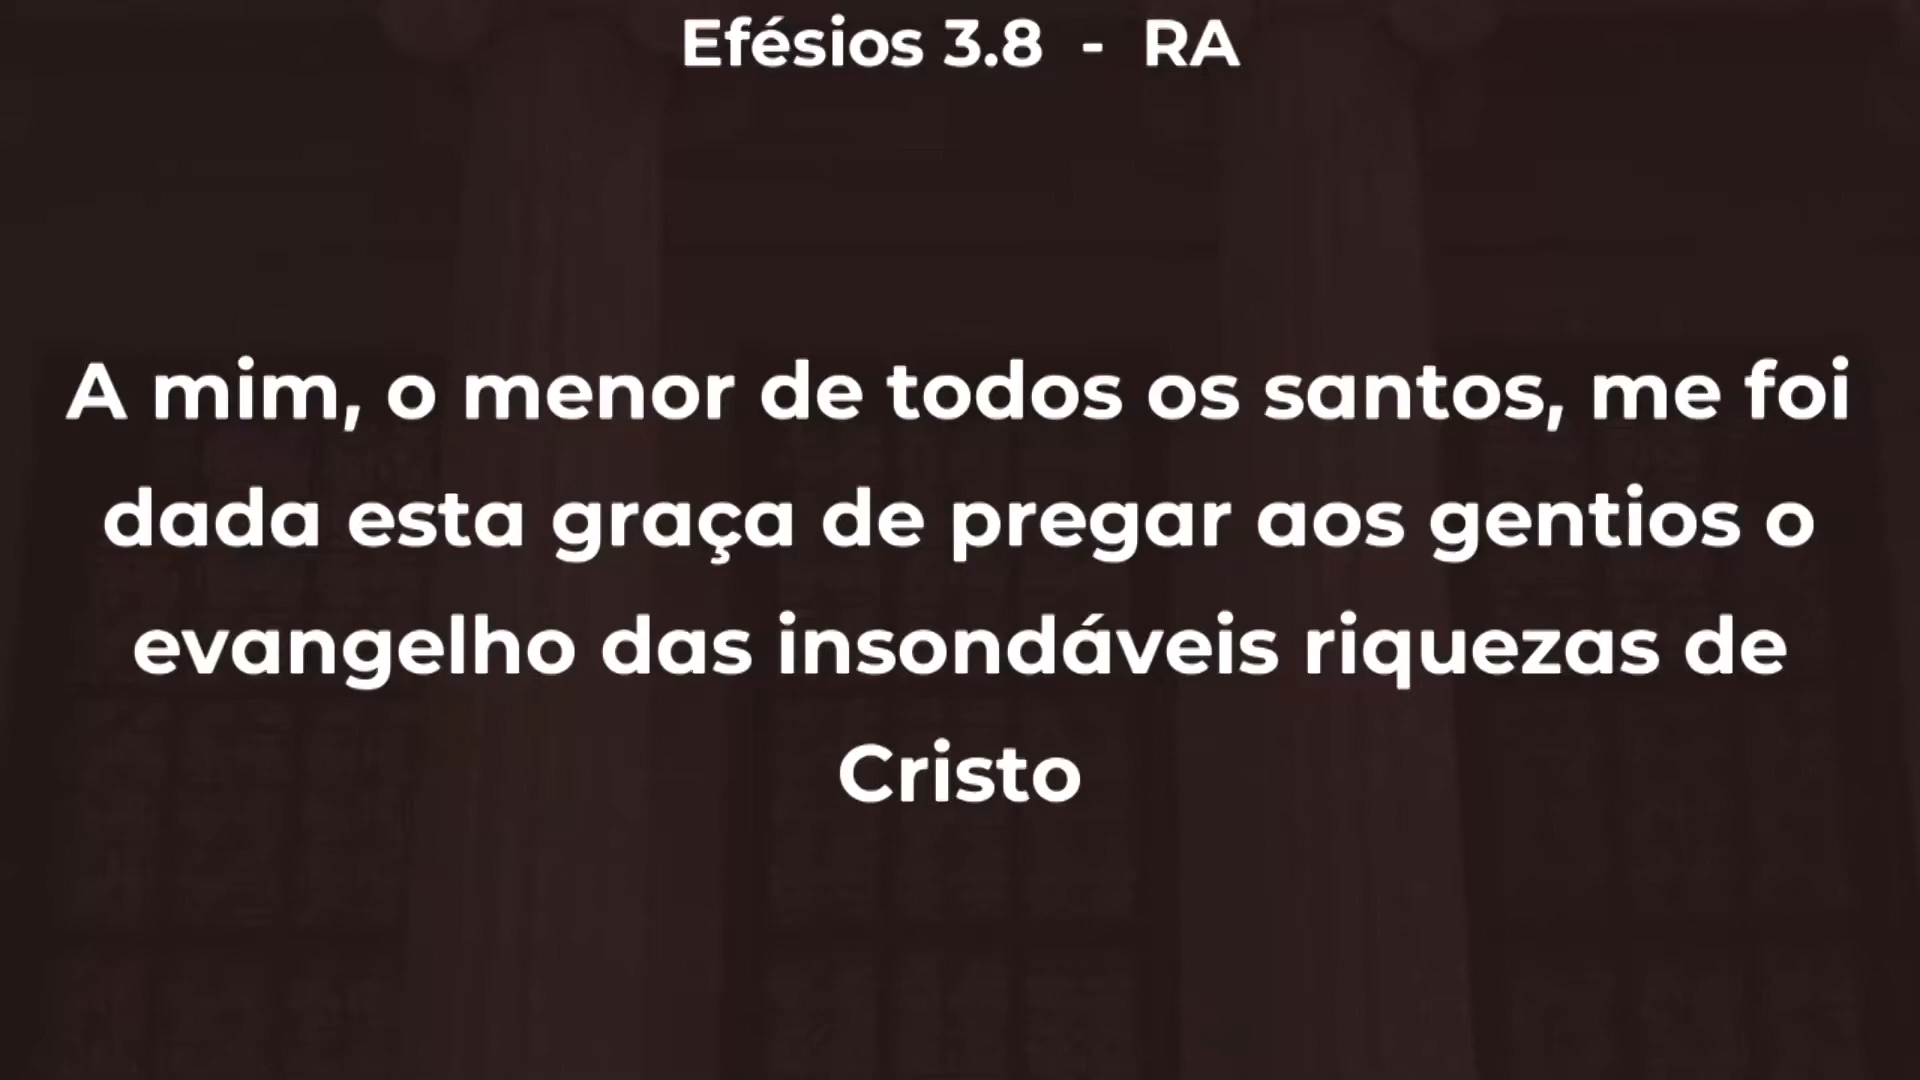 Efésios 3.8 - RA
A mim, o menor de todos os santos, me foi
dada esta graça de pregar aos gentios o
evangelho das insondáveis riquezas de
Cristo